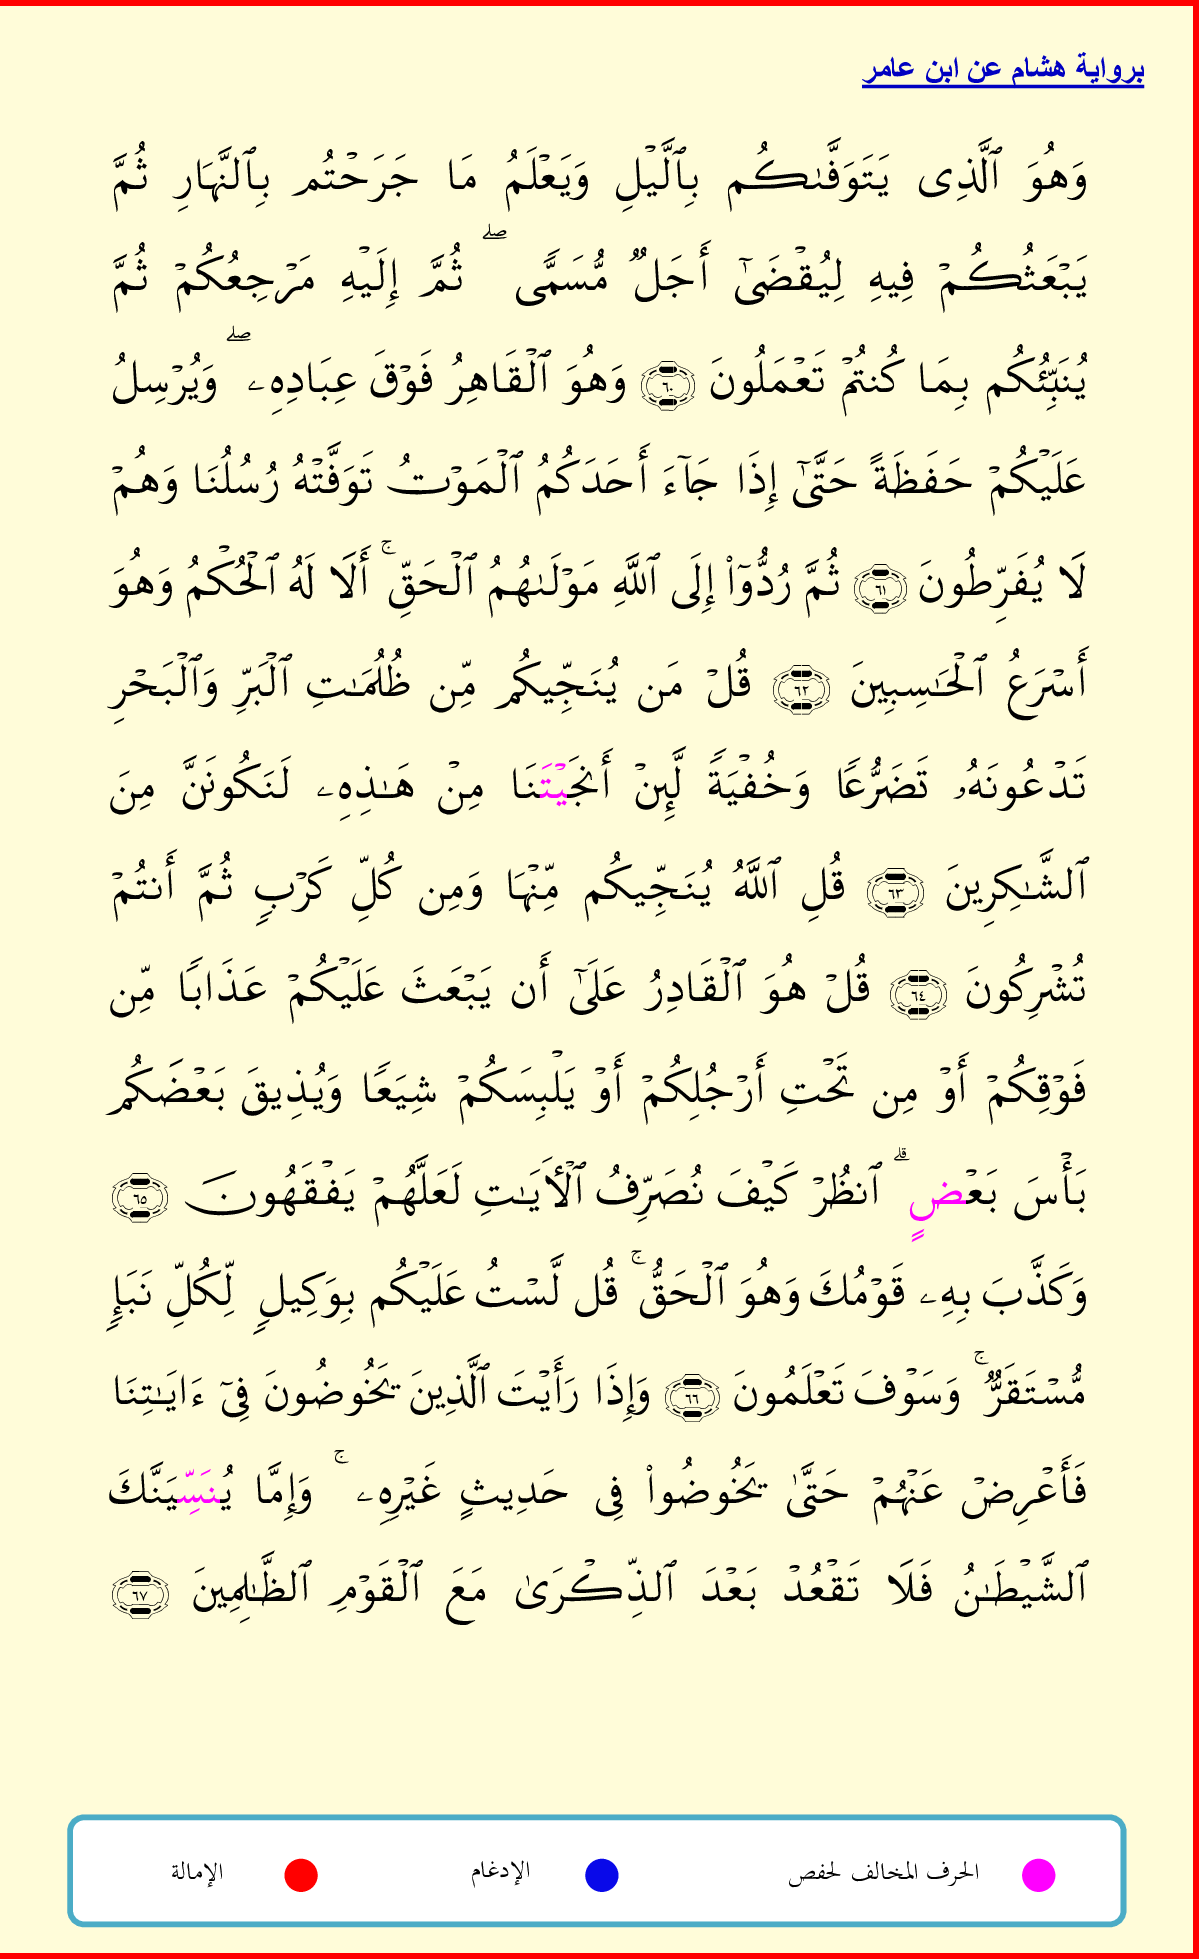 برواية هشام عن ابن عامر
وَهُوَ ٱلَّذِى يَتَوَفَّىٰكُم بِٱلَّيۡلِ وَيَعۡلَمُ مَا جَرَحۡتُم بِٱلنَّهَارِ ثُمَّ
يَبۡعَثُكُمۡ فِيهِ لِيُقۡضَىٰٓ أَجَلٌ مُّسَمًّى ۖ ثُمَّ إِلَيۡهِ مَرۡجِعُكُمۡ ثُمَّ
يُنَبِّئُكُم بِمَا كُنتُمۡ تَعۡمَلُونَ ٦٠ وَهُوَ ٱلۡقَاهِرُ فَوۡقَ عِبَادِهِۦ ۖ وَيُرۡسِلُ
عَلَيۡكُمۡ حَفَظَةً حَتَّىٰٓ إِذَا جَآءَ أَحَدَكُمُ ٱلۡمَوۡتُ تَوَفَّتۡهُ رُسُلُنَا وَهُمۡ
لَا يُفَرِّطُونَ ٦١ ثُمَّ رُدُّوٓاْ إِلَى ٱللَّهِ مَوۡلَىٰهُمُ ٱلۡحَقِّ ۚ أَلَا لَهُ ٱلۡحُكۡمُ وَهُوَ
أَسۡرَعُ ٱلۡحَـٰسِبِينَ ٦٢ قُلۡ مَن يُنَجِّيكُم مِّن ظُلُمَـٰتِ ٱلۡبَرِّ وَٱلۡبَحۡرِ
تَدۡعُونَهُۥ تَضَرُّعًا وَخُفۡيَةً لَّئِنۡ أَنجَيۡتَنَا مِنۡ هَـٰذِهِۦ لَنَكُونَنَّ مِنَ
ٱلشَّـٰكِرِينَ ٦٣ قُلِ ٱللَّهُ يُنَجِّيكُم مِّنۡهَا وَمِن كُلِّ كَرۡبٍ ثُمَّ أَنتُمۡ
تُشۡرِكُونَ ٦٤ قُلۡ هُوَ ٱلۡقَادِرُ عَلَىٰٓ أَن يَبۡعَثَ عَلَيۡكُمۡ عَذَابًا مِّن
فَوۡقِكُمۡ أَوۡ مِن تَحۡتِ أَرۡجُلِكُمۡ أَوۡ يَلۡبِسَكُمۡ شِيَعًا وَيُذِيقَ بَعۡضَكُم
بَأۡسَ بَعۡضٍ ۗ ٱنظُرۡ كَيۡفَ نُصَرِّفُ ٱلۡأَيَـٰتِ لَعَلَّهُمۡ يَفۡقَهُونَ ٦٥
وَكَذَّبَ بِهِۦ قَوۡمُكَ وَهُوَ ٱلۡحَقُّ ۚ قُل لَّسۡتُ عَلَيۡكُم بِوَكِيلٍ لِّكُلِّ نَبَإٍ
مُّسۡتَقَرٌّ ۚ وَسَوۡفَ تَعۡلَمُونَ ٦٦ وَإِذَا رَأَيۡتَ ٱلَّذِينَ يَخُوضُونَ فِىٓ ءَايَـٰتِنَا
فَأَعۡرِضۡ عَنۡهُمۡ حَتَّىٰ يَخُوضُواْ فِى حَدِيثٍ غَيۡرِهِۦ ۚ وَإِمَّا يُنَسِّيَنَّكَ
ٱلشَّيۡطَـٰنُ فَلَا تَقۡعُدۡ بَعۡدَ ٱلذِّكۡرَىٰ مَعَ ٱلۡقَوۡمِ ٱلظَّـٰلِمِينَ ٦٧
الحرف المخالف لحفص الإدغام الإمالة